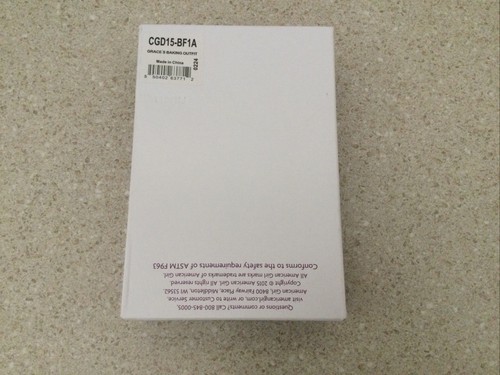 CGD15-BF1A
GRACE'S BAKING OUTFIT
Made in China
0224
Questions or comments? Call 800-845-0005,
visit americangirl.com, or write to Customer Service,
American Girl, 8400 Fairway Place, Middleton, WI 53562.
Copyright © 2015 American Girl. All rights reserved.
All American Girl marks are trademarks of American Girl.
Conforms to the safety requirements of ASTM F963